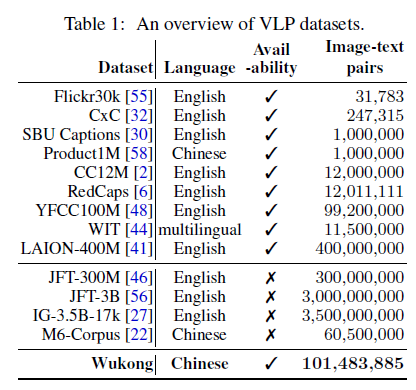 Table 1: An overview of VLP datasets.
Dataset Language Avail-ability Image-text pairs
Flickr30k [55] English ✓ 31,783
CxC [32] English ✓ 247,315
SBU Captions [30] English ✓ 1,000,000
Product1M [58] Chinese ✓ 1,000,000
CC12M [2] English ✓ 12,000,000
RedCaps [6] English ✓ 12,011,111
YFCC100M [48] English ✓ 99,200,000
WIT [44] multilingual ✓ 11,500,000
LAION-400M [41] English ✓ 400,000,000
JFT-300M [46] English ✗ 300,000,000
JFT-3B [56] English ✗ 3,000,000,000
IG-3.5B-17k [27] English ✗ 3,500,000,000
M6-Corpus [22] Chinese ✗ 60,500,000
Wukong Chinese ✓ 101,483,885